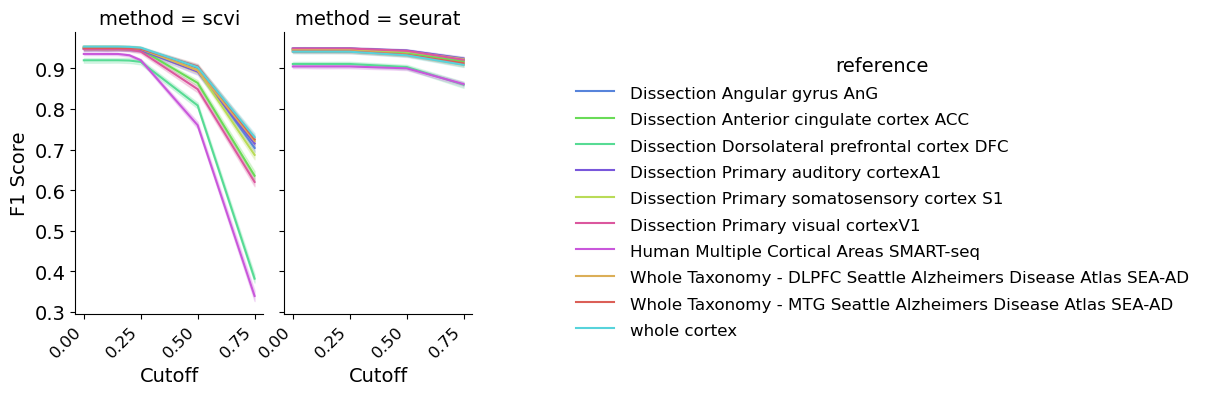 method = scvi
method = seurat
F1 Score
0.9
0.8
0.7
0.6
0.5
0.4
0.3
0.00
0.25
0.50
0.75
Cutoff
0.00
0.25
0.50
0.75
Cutoff
reference
Dissection Angular gyrus AnG
Dissection Anterior cingulate cortex ACC
Dissection Dorsolateral prefrontal cortex DFC
Dissection Primary auditory cortexA1
Dissection Primary somatosensory cortex S1
Dissection Primary visual cortexV1
Human Multiple Cortical Areas SMART-seq
Whole Taxonomy - DLPFC Seattle Alzheimers Disease Atlas SEA-AD
Whole Taxonomy - MTG Seattle Alzheimers Disease Atlas SEA-AD
whole cortex